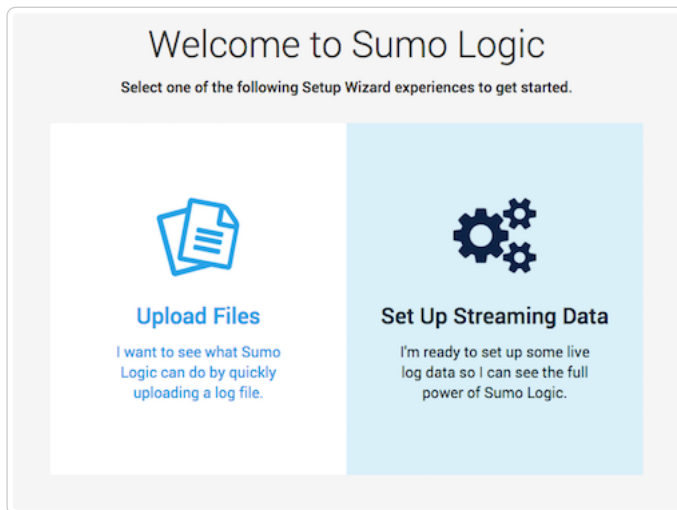 Welcome to Sumo Logic
Select one of the following Setup Wizard experiences to get started.
Upload Files
I want to see what Sumo
Logic can do by quickly
uploading a log file.
Set Up Streaming Data
I'm ready to set up some live
log data so I can see the full
power of Sumo Logic.